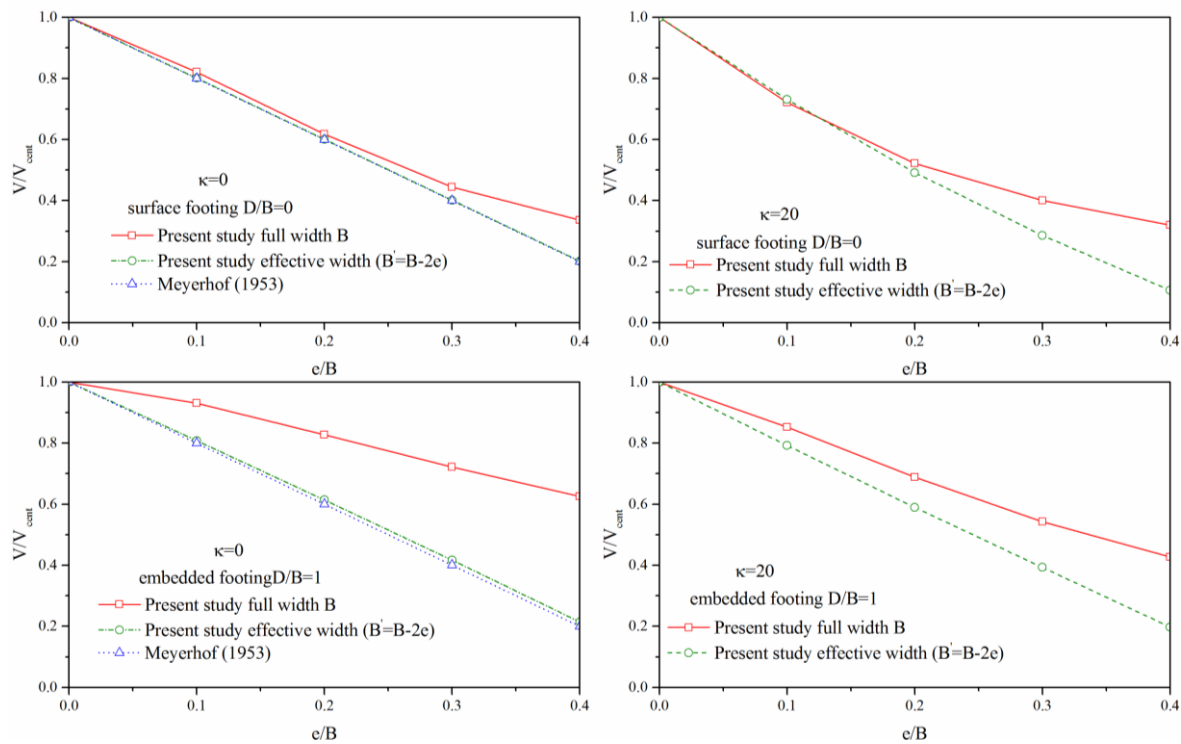 1.0
0.8
0.6
0.4
0.2
0.0
V/Vcent
κ=0
surface footing D/B=0
Present study full width B
Present study effective width (B'=B-2e)
Meyerhof (1953)
0.0 0.1 0.2 0.3 0.4
e/B
1.0
0.8
0.6
0.4
0.2
0.0
V/Vcent
κ=20
surface footing D/B=0
Present study full width B
Present study effective width (B'=B-2e)
0.0 0.1 0.2 0.3 0.4
e/B
1.0
0.8
0.6
0.4
0.2
0.0
V/Vcent
κ=0
embedded footingD/B=1
Present study full width B
Present study effective width (B'=B-2e)
Meyerhof (1953)
0.0 0.1 0.2 0.3 0.4
e/B
1.0
0.8
0.6
0.4
0.2
0.0
V/Vcent
κ=20
embedded footing D/B=1
Present study full width B
Present study effective width (B'=B-2e)
0.0 0.1 0.2 0.3 0.4
e/B